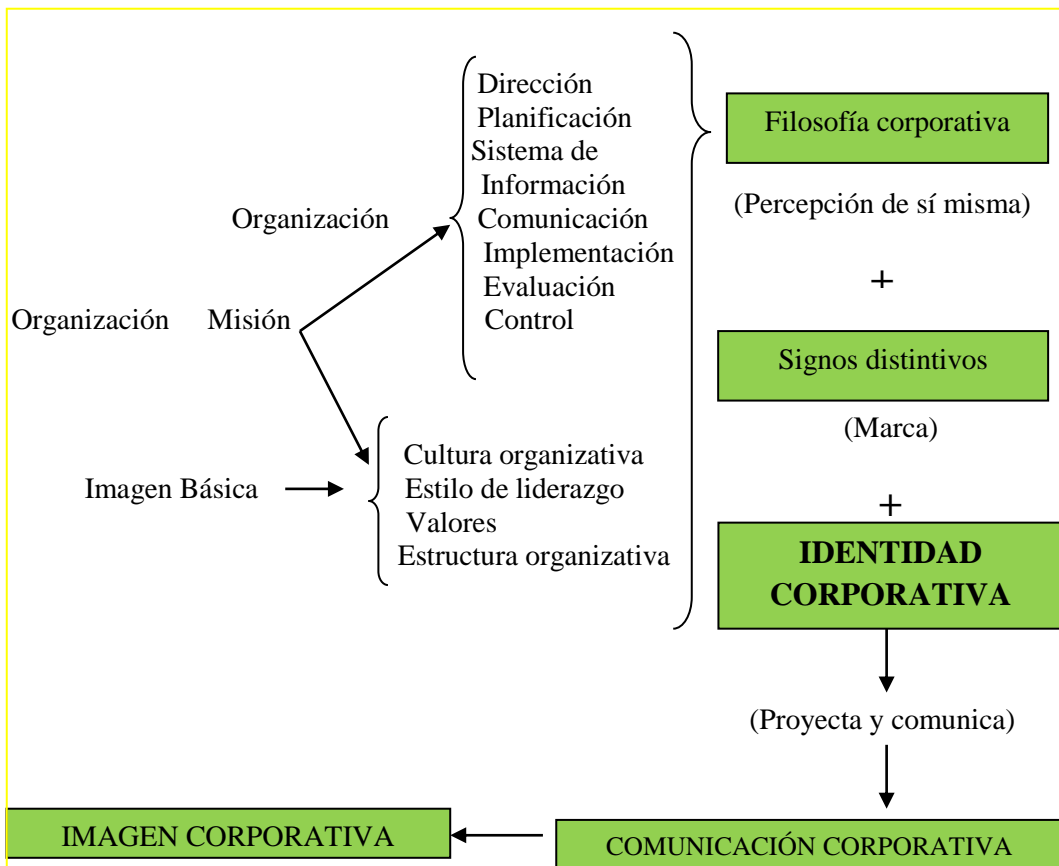 Organización
Misión
Organización
Dirección
Planificación
Sistema de
Información
Comunicación
Implementación
Evaluación
Control
Imagen Básica
Cultura organizativa
Estilo de liderazgo
Valores
Estructura organizativa
Filosofía corporativa
(Percepción de sí misma)
+
Signos distintivos
(Marca)
+
IDENTIDAD
CORPORATIVA
(Proyecta y comunica)
COMUNICACIÓN CORPORATIVA
IMAGEN CORPORATIVA